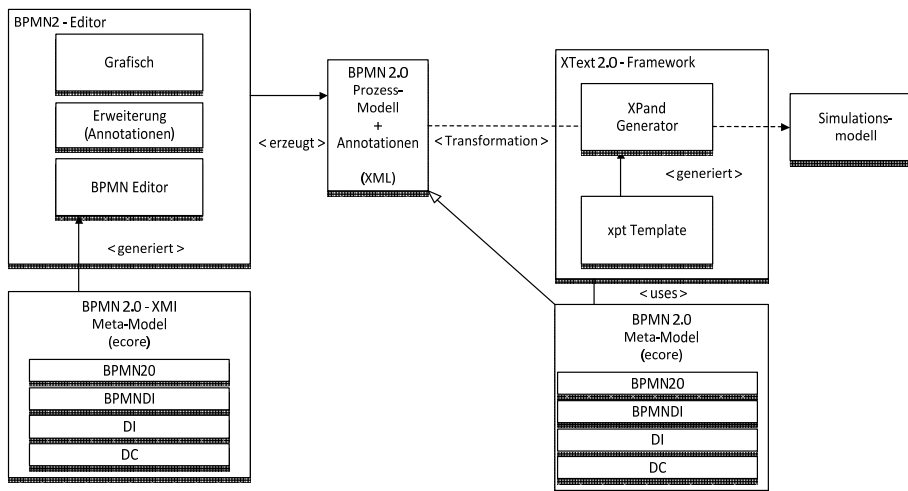 BPMN2 - Editor
Grafisch
Erweiterung
(Annotationen)
BPMN Editor
< generiert >
BPMN 2.0 - XMI
Meta-Model
(ecore)
BPMN20
BPMNDI
DI
DC
< erzeugt >
BPMN 2.0
Prozess-
Modell
+
Annotationen
(XML)
< Transformation >
XText 2.0 - Framework
XPand
Generator
< generiert >
xpt Template
< uses >
BPMN 2.0
Meta-Model
(ecore)
BPMN20
BPMNDI
DI
DC
Simulations-
modell